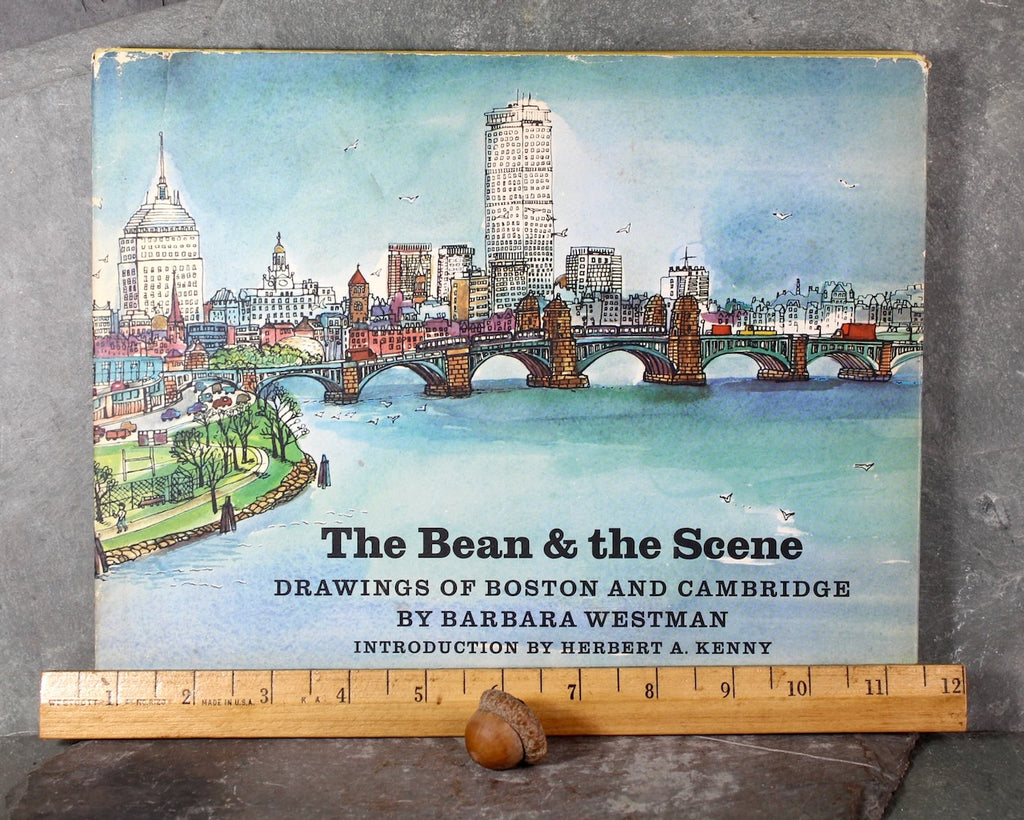 The Bean & the Scene
DRAWINGS OF BOSTON AND CAMBRIDGE
BY BARBARA WESTMAN
INTRODUCTION BY HERBERT A. KENNY
1 2 3 4 5 7 8 9 10 11 12
MADE IN U.S.A. K A